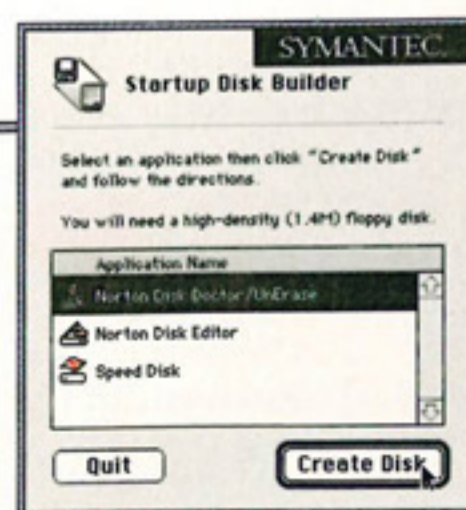 SYMANTEC.
Startup Disk Builder
Select an application then click "Create Disk"
and follow the directions.
You will need a high-density (1.4M) floppy disk.
Application Name
Norton Disk Doctor/UnErase
Norton Disk Editor
Speed Disk
Quit
Create Disk